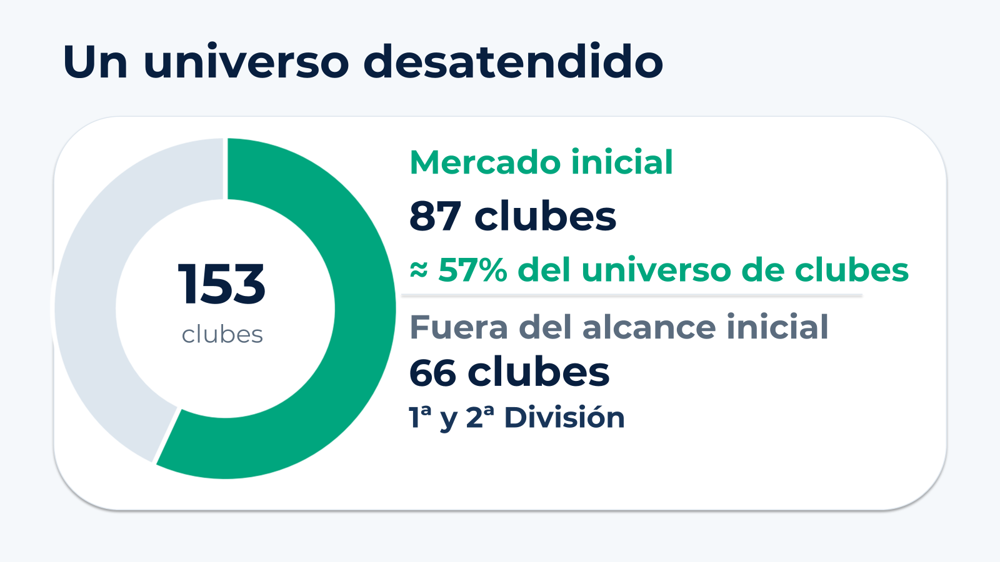 Un universo desatendido
153
clubes
Mercado inicial
87 clubes
≈ 57% del universo de clubes
Fuera del alcance inicial
66 clubes
1ª y 2ª División